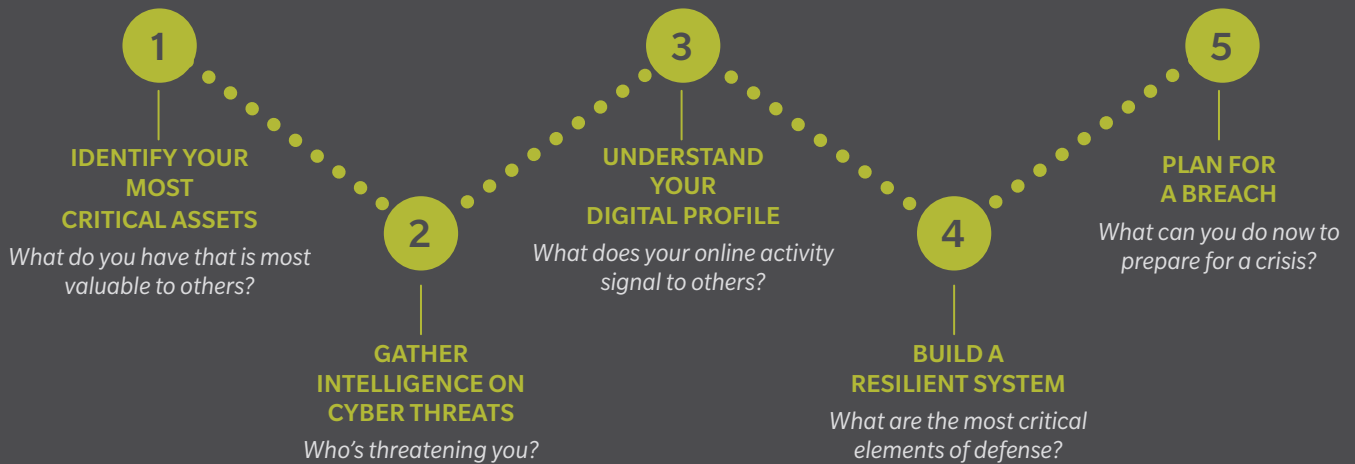 1
IDENTIFY YOUR
MOST
CRITICAL ASSETS
What do you have that is most
valuable to others?
2
GATHER
INTELLIGENCE ON
CYBER THREATS
Who’s threatening you?
3
UNDERSTAND
YOUR
DIGITAL PROFILE
What does your online activity
signal to others?
4
BUILD A
RESILIENT SYSTEM
What are the most critical
elements of defense?
5
PLAN FOR
A BREACH
What can you do now to
prepare for a crisis?